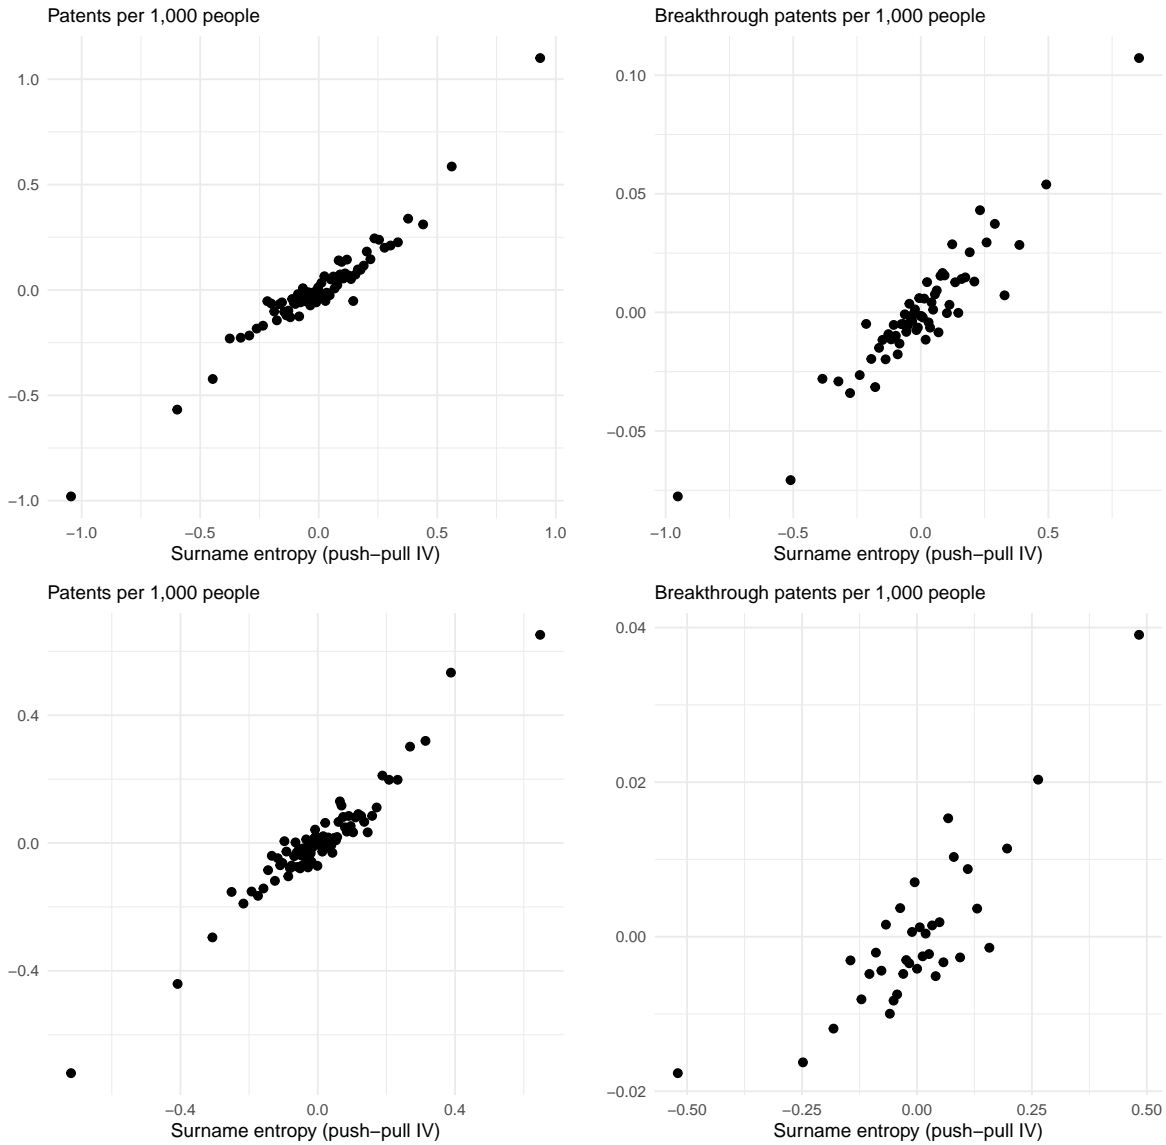 Patents per 1,000 people
1.0
0.5
0.0
−0.5
−1.0
−1.0 −0.5 0.0 0.5 1.0
Surname entropy (push−pull IV)
Breakthrough patents per 1,000 people
0.10
0.05
0.00
−0.05
−0.5 0.0 0.5
Surname entropy (push−pull IV)
Patents per 1,000 people
0.4
0.0
−0.4
−0.4 0.0 0.4
Surname entropy (push−pull IV)
Breakthrough patents per 1,000 people
0.04
0.02
0.00
−0.02
−0.50 −0.25 0.00 0.25 0.50
Surname entropy (push−pull IV)